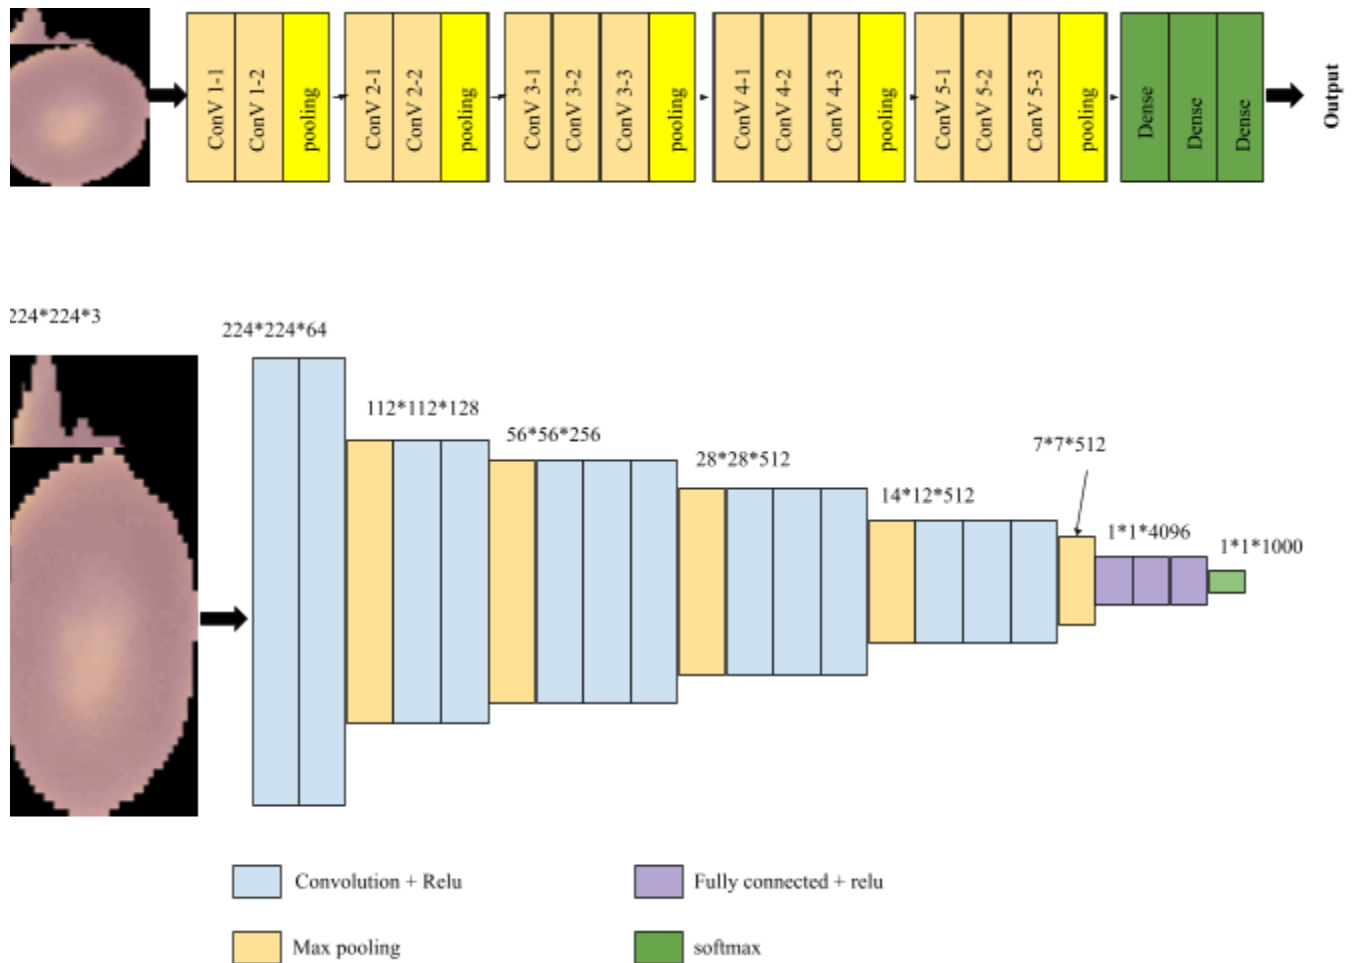 ConV 1-1
ConV 1-2
pooling
ConV 2-1
ConV 2-2
pooling
ConV 3-1
ConV 3-2
ConV 3-3
pooling
ConV 4-1
ConV 4-2
ConV 4-3
pooling
ConV 5-1
ConV 5-2
ConV 5-3
pooling
Dense
Dense
Dense
Output
224*224*3
224*224*64
112*112*128
56*56*256
28*28*512
14*12*512
7*7*512
1*1*4096
1*1*1000
Convolution + Relu
Fully connected + relu
Max pooling
softmax